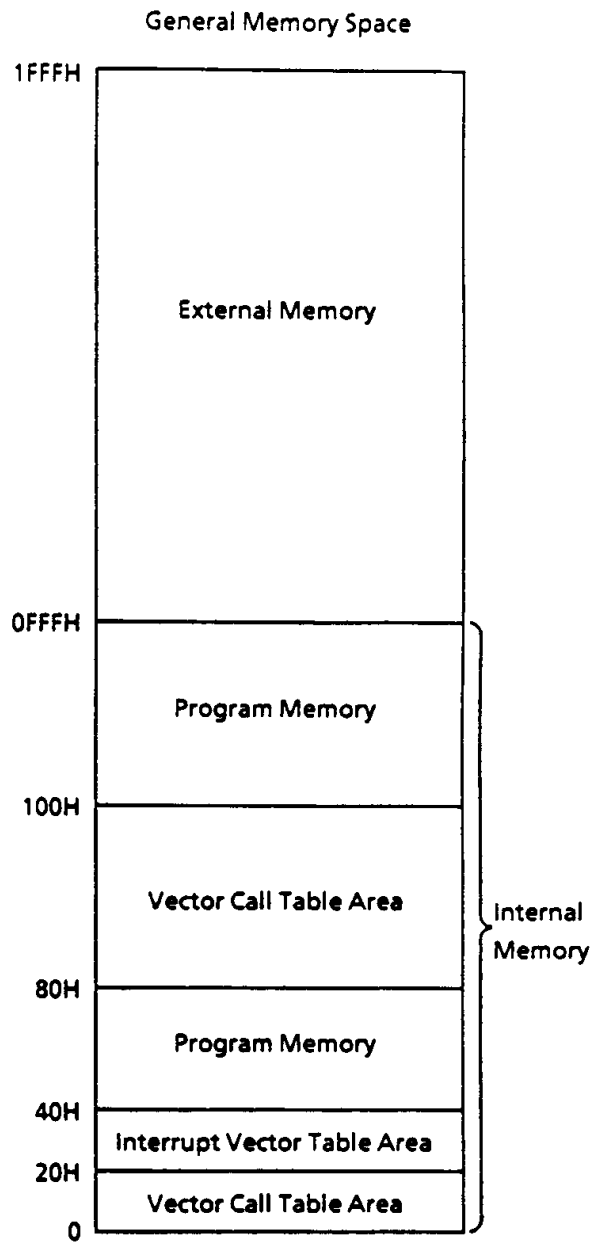 General Memory Space
1FFFH
External Memory
0FFFH
Program Memory
100H
Vector Call Table Area
Internal
Memory
80H
Program Memory
40H
Interrupt Vector Table Area
20H
Vector Call Table Area
0